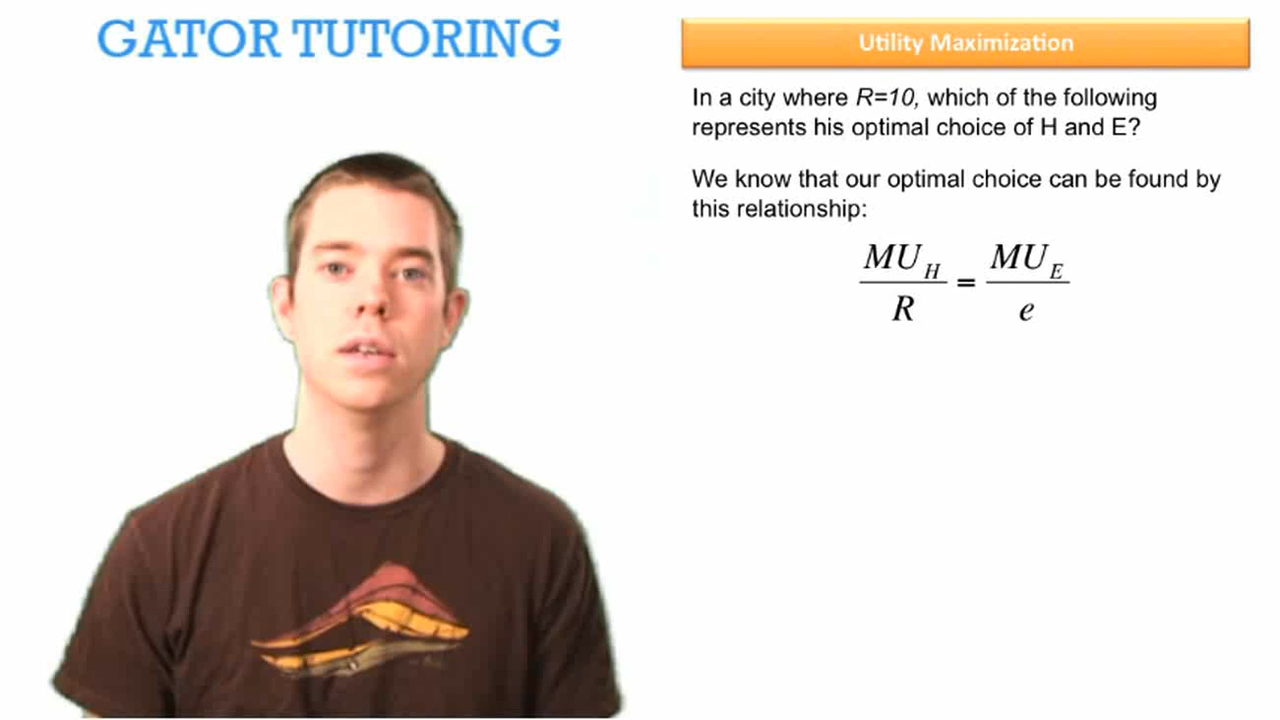 GATOR TUTORING
Utility Maximization
In a city where R=10, which of the following
represents his optimal choice of H and E?
We know that our optimal choice can be found by
this relationship:
MU_H / R = MU_E / e